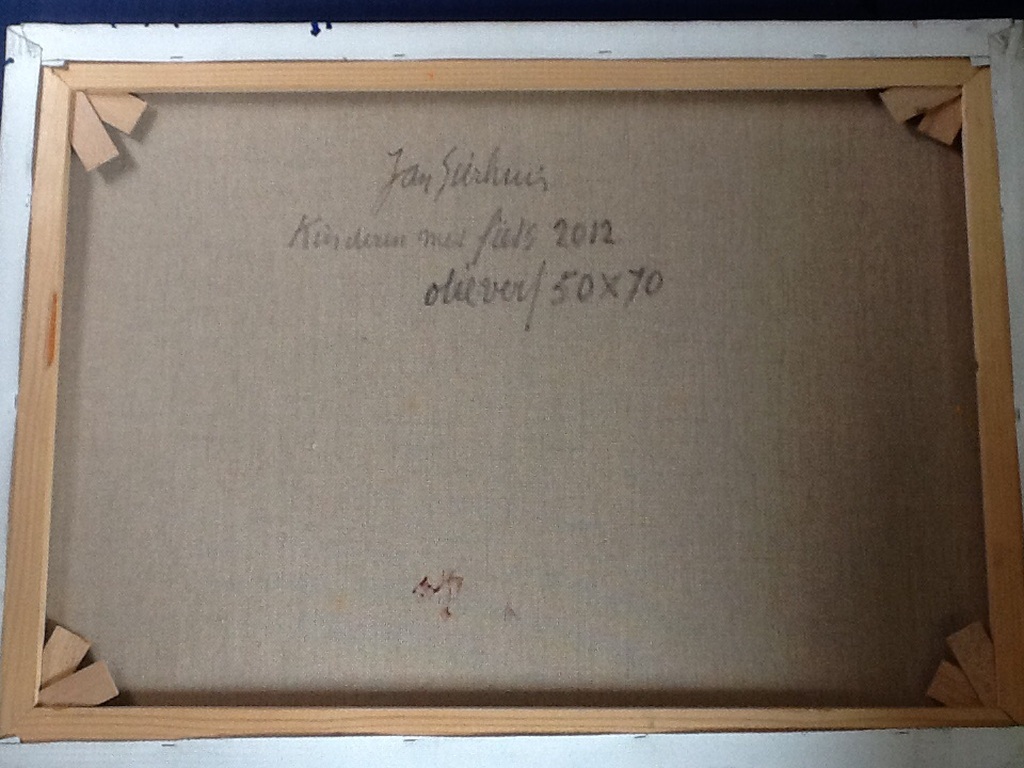 Jan Sierhuis
Kinderen met fiets 2012
olieverf 50x70